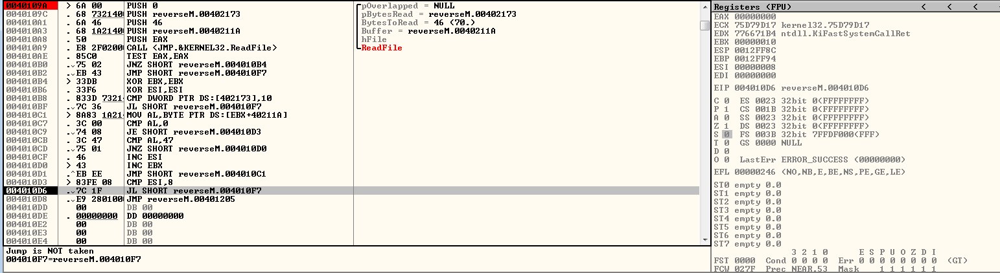 0040109A > 6A 00 PUSH 0 pOverlapped = NULL
0040109C . 68 7321400 PUSH reverseM.00402173 pBytesRead = reverseM.00402173
004010A1 . 6A 46 PUSH 46 BytesToRead = 46 (70.)
004010A3 . 68 1A21400 PUSH reverseM.0040211A Buffer = reverseM.0040211A
004010A8 . 50 PUSH EAX hFile
004010A9 . E8 2F02000 CALL <JMP.&KERNEL32.ReadFile> ReadFile
004010AE . 85C0 TEST EAX,EAX
004010B0 .v75 02 JNZ SHORT reverseM.004010B4
004010B2 .vEB 43 JMP SHORT reverseM.004010F7
004010B4 > 33DB XOR EBX,EBX
004010B6 . 33F6 XOR ESI,ESI
004010B8 . 833D 7321 CMP DWORD PTR DS:[402173],10
004010BF .v7C 36 JL SHORT reverseM.004010F7
004010C1 > 8A83 1A21 MOV AL,BYTE PTR DS:[EBX+40211A]
004010C7 . 3C 00 CMP AL,0
004010C9 .v74 08 JE SHORT reverseM.004010D3
004010CB . 3C 47 CMP AL,47
004010CD .v75 01 JNZ SHORT reverseM.004010D0
004010CF . 46 INC ESI
004010D0 > 43 INC EBX
004010D1 .^EB EE JMP SHORT reverseM.004010C1
004010D3 > 83FE 08 CMP ESI,8
004010D6 .v7C 1F JL SHORT reverseM.004010F7
004010D8 .vE9 2801000 JMP reverseM.00401205
004010DD 00 DB 00
004010DE . 00000000 DD 00000000
004010E2 00 DB 00
004010E3 00 DB 00
004010E4 00 DB 00
Jump is NOT taken
004010F7=reverseM.004010F7
Registers (FPU) < < <
EAX 00000000
ECX 75D79D17 kernel32.75D79D17
EDX 776671B4 ntdll.KiFastSystemCallRet
EBX 00000010
ESP 0012FF8C
EBP 0012FF94
ESI 00000008
EDI 00000000
EIP 004010D6 reverseM.004010D6
C 0 ES 0023 32bit 0(FFFFFFFF)
P 1 CS 001B 32bit 0(FFFFFFFF)
A 0 SS 0023 32bit 0(FFFFFFFF)
Z 1 DS 0023 32bit 0(FFFFFFFF)
S 0 FS 003B 32bit 7FFDF000(FFF)
T 0 GS 0000 NULL
D 0
O 0 LastErr ERROR_SUCCESS (00000000)
EFL 00000246 (NO,NB,E,BE,NS,PE,GE,LE)
ST0 empty 0.0
ST1 empty 0.0
ST2 empty 0.0
ST3 empty 0.0
ST4 empty 0.0
ST5 empty 0.0
ST6 empty 0.0
ST7 empty 0.0
3 2 1 0 E S P U O Z D I
FST 0000 Cond 0 0 0 0 Err 0 0 0 0 0 0 0 0 (GT)
FCW 027F Prec NEAR,53 Mask 1 1 1 1 1 1